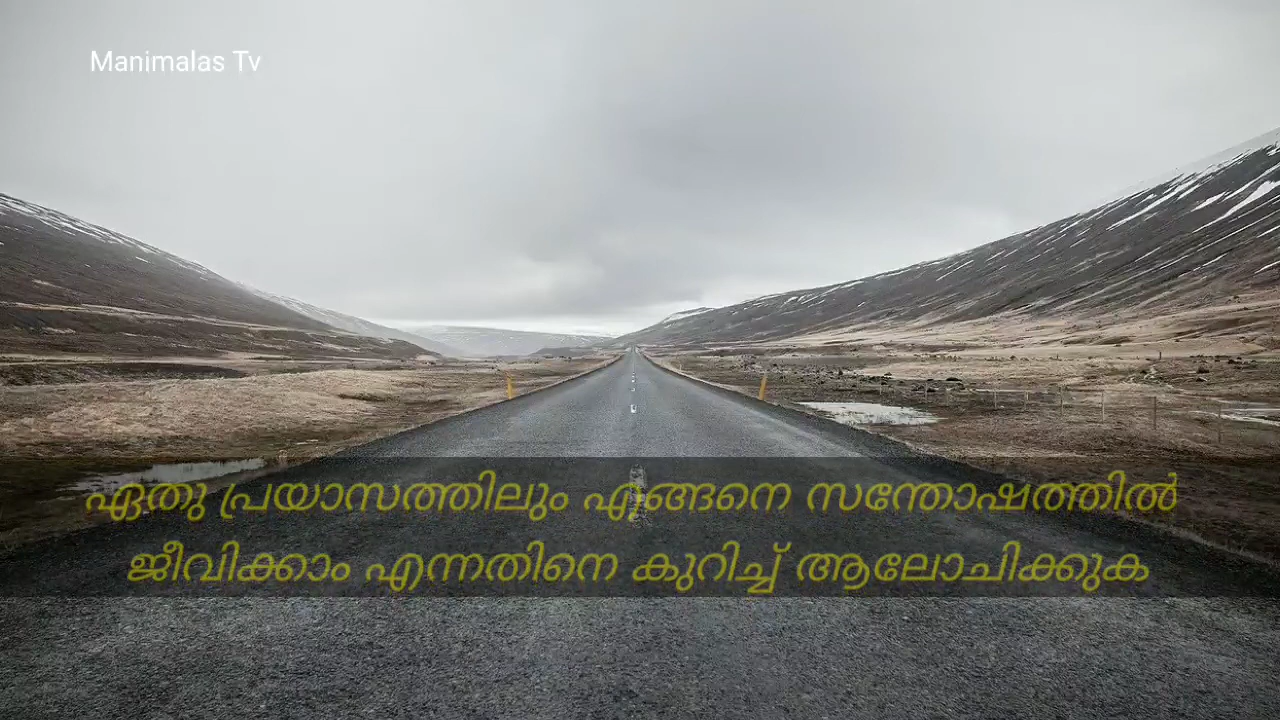 Manimalas Tv
ഏതു പ്രയാസത്തിലും എങ്ങനെ സന്തോഷത്തിൽ
ജീവിക്കാം എന്നതിനെ കുറിച്ച് ആലോചിക്കുക